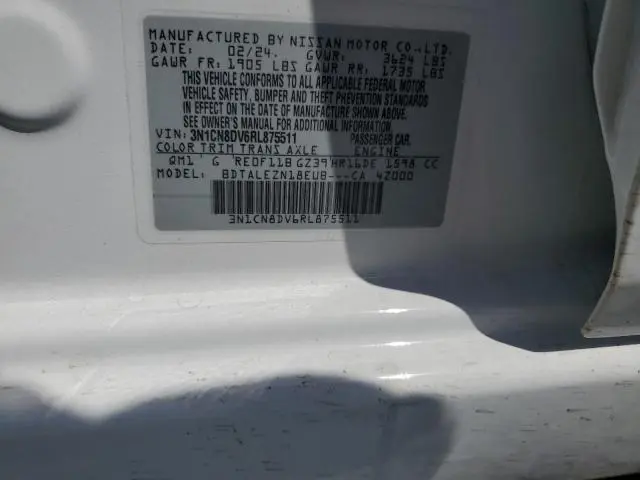 MANUFACTURED BY NISSAN MOTOR CO.,LTD.
DATE: 02/24. GVWR: 3624 LBS
GAWR FR: 1905 LBS GAWR RR: 1735 LBS
THIS VEHICLE CONFORMS TO ALL APPLICABLE FEDERAL MOTOR
VEHICLE SAFETY, BUMPER AND THEFT PREVENTION STANDARDS
IN EFFECT ON THE DATE OF MANUFACTURE SHOWN ABOVE.
SEE OWNER'S MANUAL FOR ADDITIONAL INFORMATION.
VIN: 3N1CN8DV6RL875511 PASSENGER CAR.
COLOR TRIM TRANS AXLE ENGINE
QM1 G RE0F11B GZ39 HR16DE 1598 CC
MODEL: BDTALEZN18EUB---CA 42000
3N1CN8DV6RL875511